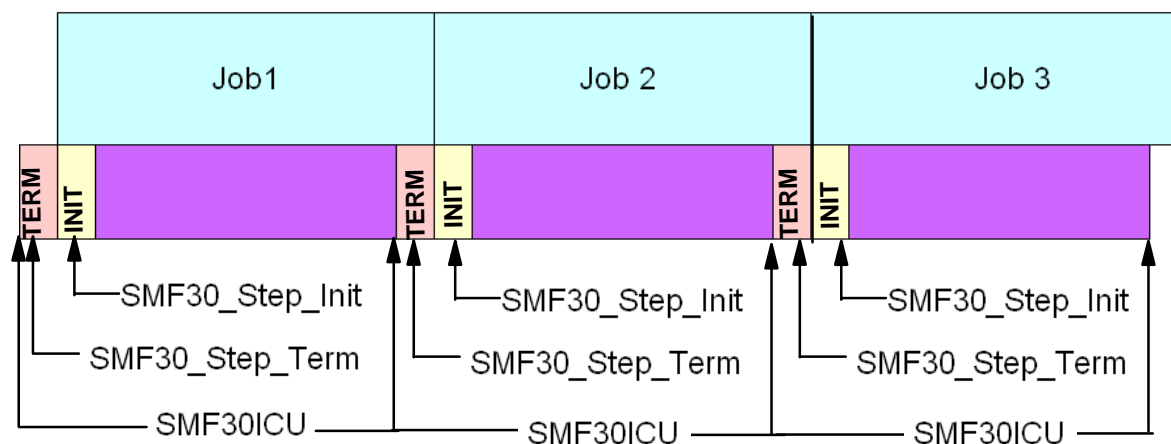 Job1 Job 2 Job 3
TERM INIT TERM INIT TERM INIT
SMF30_Step_Init SMF30_Step_Init SMF30_Step_Init
SMF30_Step_Term SMF30_Step_Term SMF30_Step_Term
SMF30ICU SMF30ICU SMF30ICU